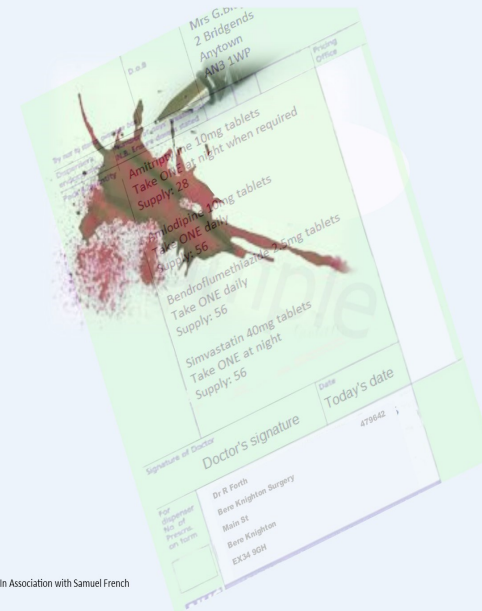 Mrs G.
2 Bridgends
Anytown
AN3 1WP
D.o.B
Pricing
Office
Amitriptyline 10mg tablets
Take ONE at night when required
Supply: 28
Amlodipine 10mg tablets
Take ONE daily
Supply: 56
Bendroflumethiazide 2.5mg tablets
Take ONE daily
Supply: 56
Simvastatin 40mg tablets
Take ONE at night
Supply: 56
Signature of Doctor
Doctor's signature
Date
Today's date
479642
For
dispenser
No. of
Prescns.
on form
Dr R Forth
Bere Knighton Surgery
Main St
Bere Knighton
EX34 9GH
In Association with Samuel French